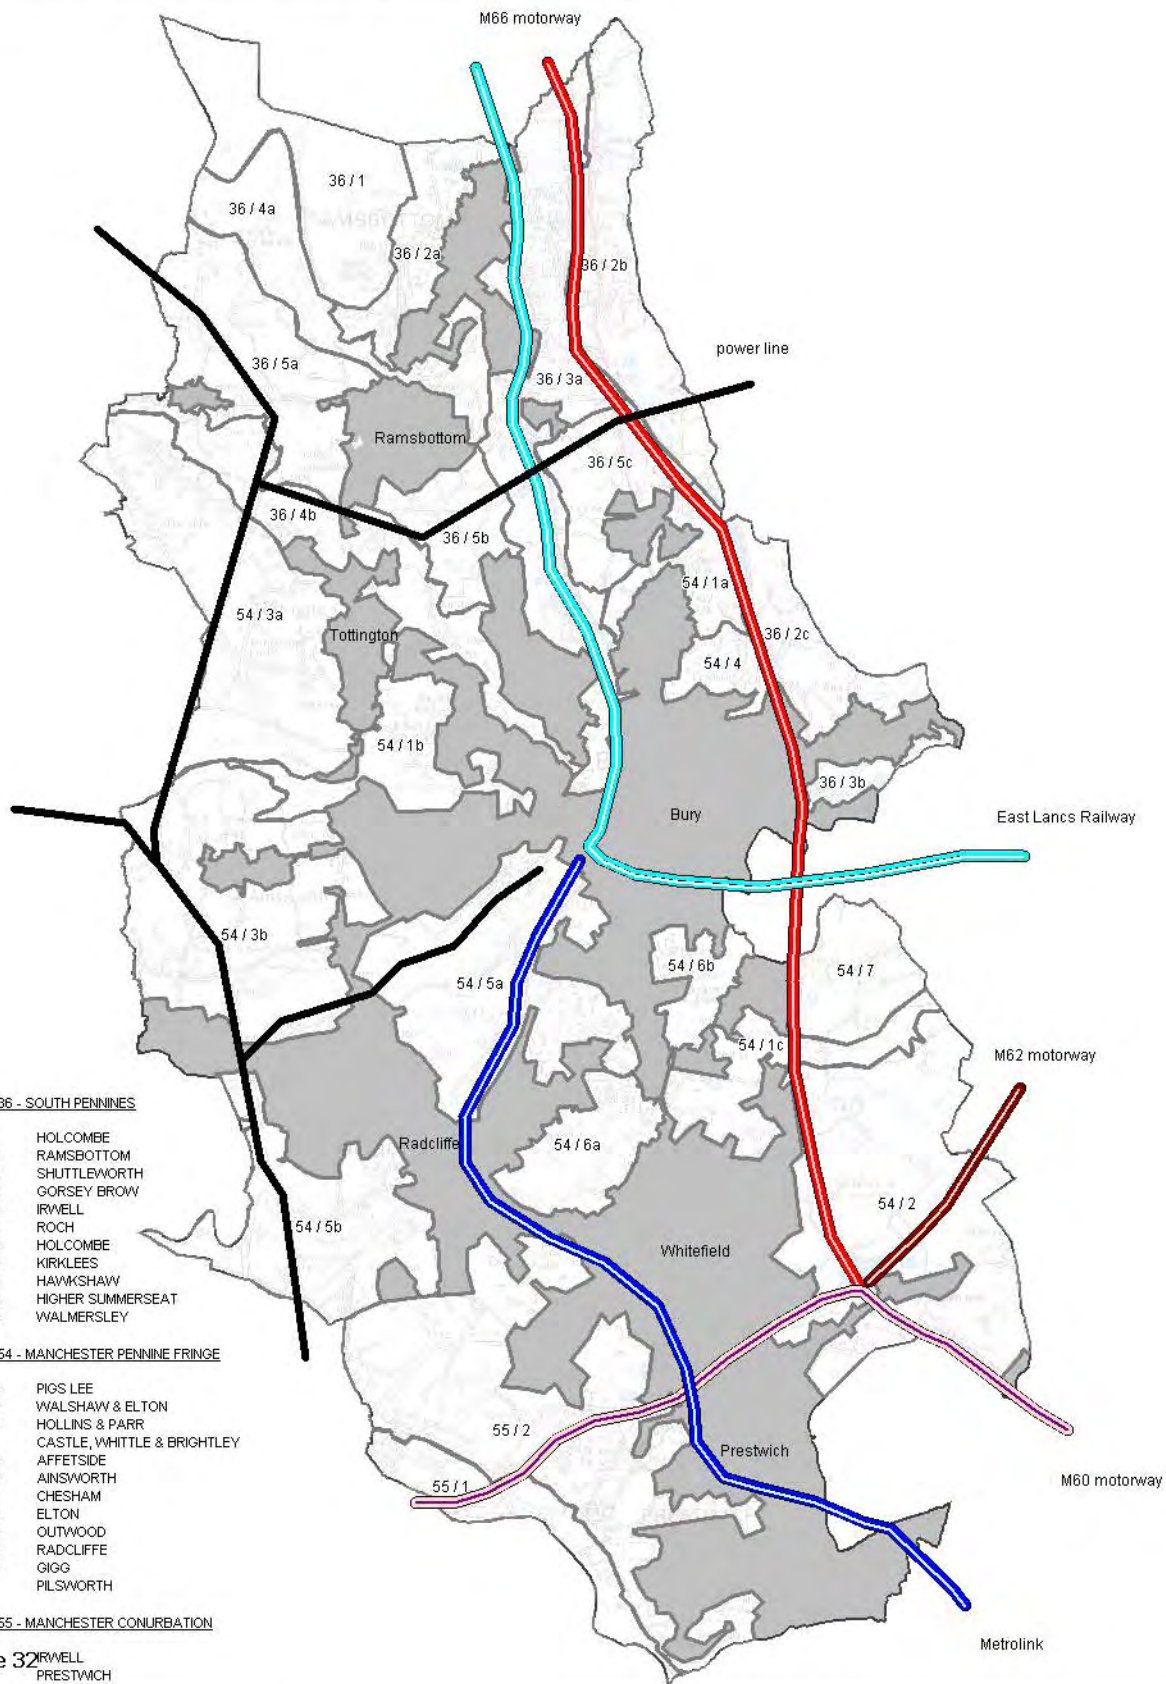 M66 motorway
36 / 1
36 / 4a
36 / 2a
36 / 2b
power line
36 / 5a
36 / 3a
Ramsbottom
36 / 5c
36 / 4b
36 / 5b
54 / 1a
54 / 3a
36 / 2c
Tottington
54 / 4
54 / 1b
36 / 3b
Bury
East Lancs Railway
54 / 3b
54 / 6b
54 / 7
54 / 5a
54 / 1c
M62 motorway
36 - SOUTH PENNINES
HOLCOMBE
RAMSBOTTOM
SHUTTLEWORTH
GORSEY BROW
IRWELL
ROCH
HOLCOMBE
KIRKLEES
HAWKSHAW
HIGHER SUMMERSEAT
WALMERSLEY
Radcliffe
54 / 6a
54 / 2
54 / 5b
Whitefield
54 - MANCHESTER PENNINE FRINGE
PIGS LEE
WALSHAW & ELTON
HOLLINS & PARR
CASTLE, WHITTLE & BRIGHTLEY
AFFETSIDE
AINSWORTH
CHESHAM
ELTON
OUTWOOD
RADCLIFFE
GIGG
PILSWORTH
55 / 2
Prestwich
55 / 1
M60 motorway
55 - MANCHESTER CONURBATION
e 32
IRWELL
PRESTWICH
Metrolink